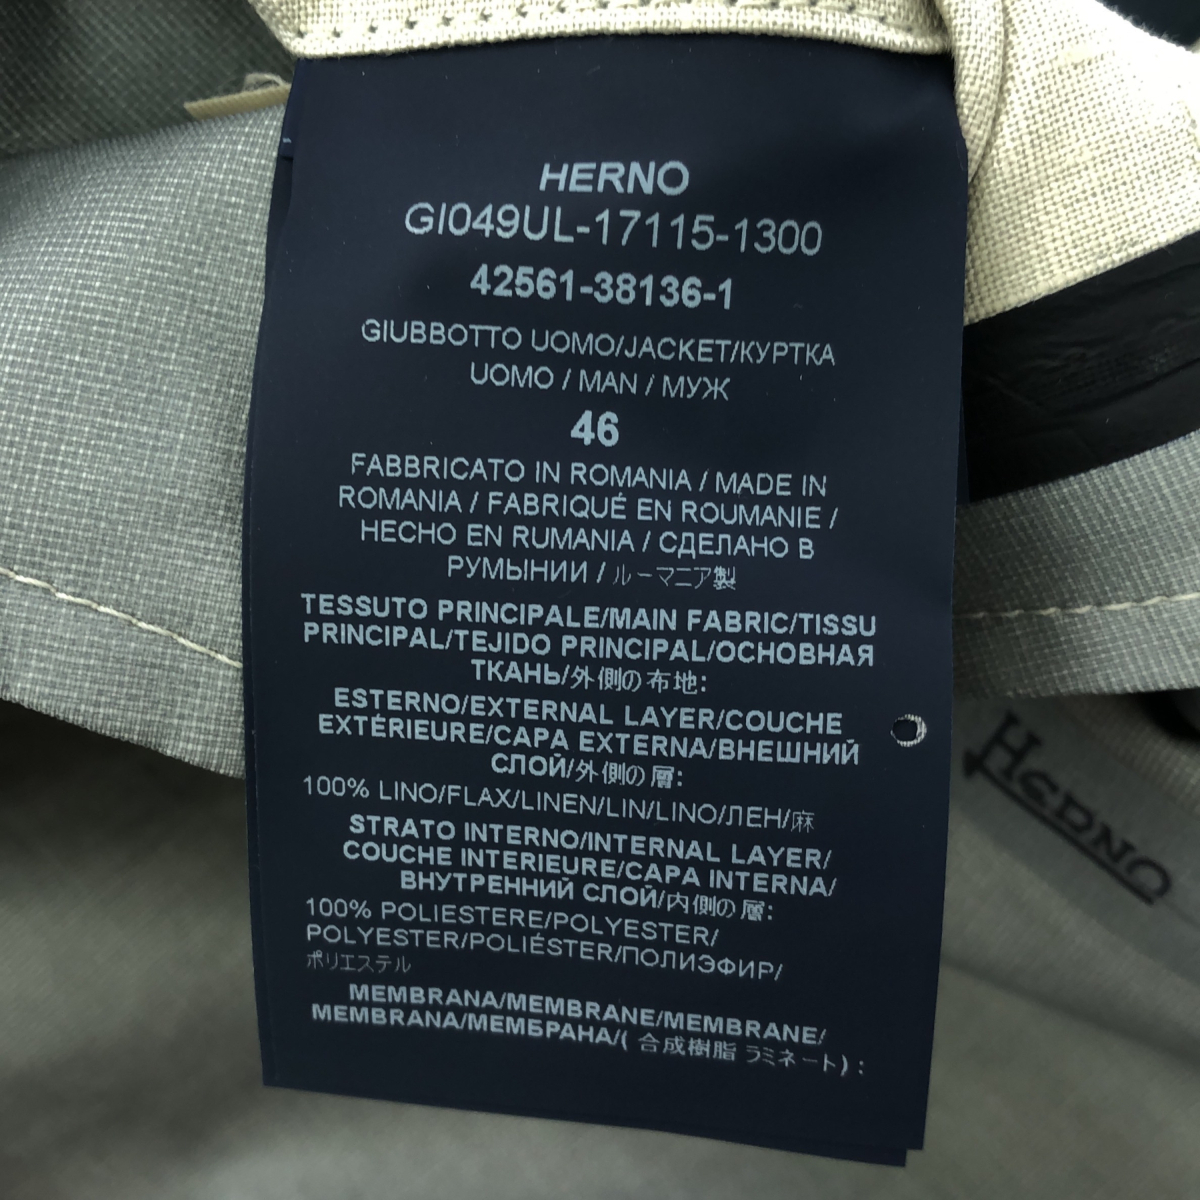 HERNO
GI049UL-17115-1300
42561-38136-1
GIUBBOTTO UOMO/JACKET/КУРТКА
UOMO / MAN / МУЖ
46
FABBRICATO IN ROMANIA / MADE IN
ROMANIA / FABRIQUÉ EN ROUMANIE /
HECHO EN RUMANIA / СДЕЛАНО В
РУМЫНИИ / ルーマニア製
TESSUTO PRINCIPALE/MAIN FABRIC/TISSU
PRINCIPAL/TEJIDO PRINCIPAL/ОСНОВНАЯ
ТКАНЬ/外側の布地:
ESTERNO/EXTERNAL LAYER/COUCHE
EXTÉRIEURE/CAPA EXTERNA/ВНЕШНИЙ
СЛОЙ/外側の層:
100% LINO/FLAX/LINEN/LIN/LINO/ЛЕН/麻
STRATO INTERNO/INTERNAL LAYER/
COUCHE INTERIEURE/CAPA INTERNA/
ВНУТРЕННИЙ СЛОЙ/内側の層:
100% POLIESTERE/POLYESTER/
POLYESTER/POLIÉSTER/ПОЛИЭФИР/
ポリエステル
MEMBRANA/MEMBRANE/MEMBRANE/
MEMBRANA/МЕМБРАНА/( 合成樹脂 ラミネート) :
HERNO